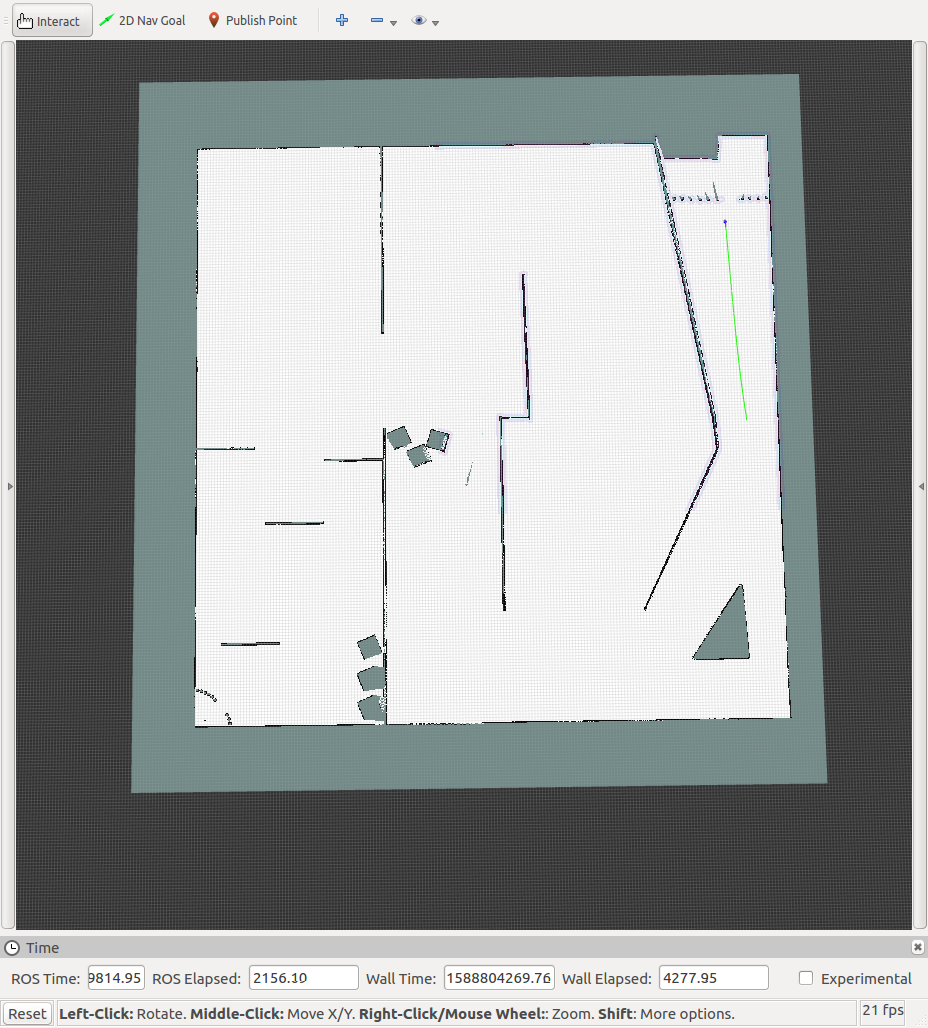 Interact 2D Nav Goal Publish Point
Time
ROS Time: 9814.95 ROS Elapsed: 2156.10 Wall Time: 1588804269.76 Wall Elapsed: 4277.95 Experimental
Reset Left-Click: Rotate. Middle-Click: Move X/Y. Right-Click/Mouse Wheel:: Zoom. Shift: More options. 21 fps